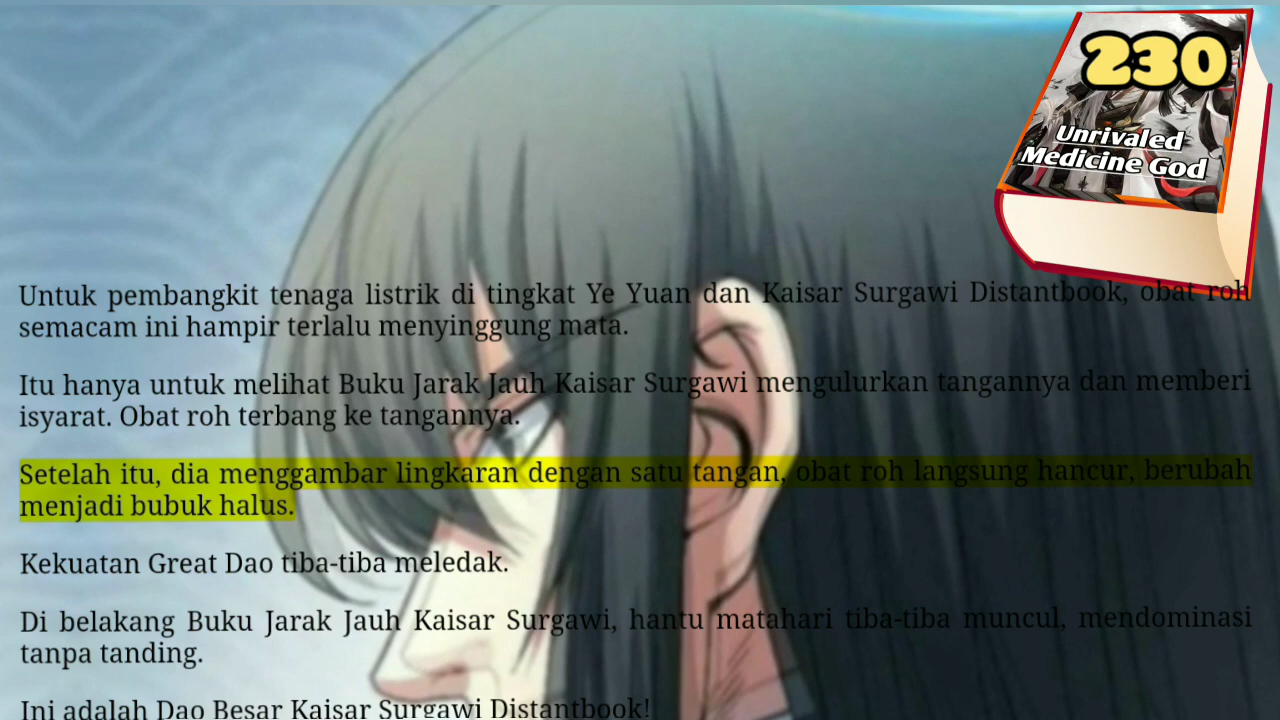 230
Unrivaled
Medicine God
Untuk pembangkit tenaga listrik di tingkat Ye Yuan dan Kaisar Surgawi Distantbook, obat roh
semacam ini hampir terlalu menyinggung mata.
Itu hanya untuk melihat Buku Jarak Jauh Kaisar Surgawi mengulurkan tangannya dan memberi
isyarat. Obat roh terbang ke tangannya.
Setelah itu, dia menggambar lingkaran dengan satu tangan, obat roh langsung hancur, berubah
menjadi bubuk halus.
Kekuatan Great Dao tiba-tiba meledak.
Di belakang Buku Jarak Jauh Kaisar Surgawi, hantu matahari tiba-tiba muncul, mendominasi
tanpa tanding.
Ini adalah Dao Besar Kaisar Surgawi Distantbook!